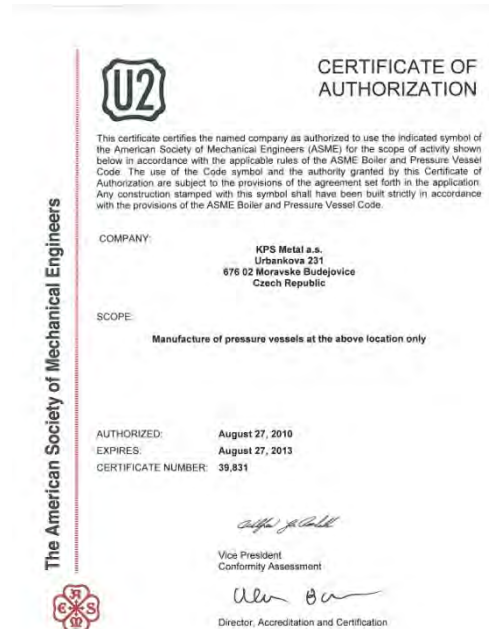 U2
CERTIFICATE OF
AUTHORIZATION
This certificate certifies the named company as authorized to use the indicated symbol of
the American Society of Mechanical Engineers (ASME) for the scope of activity shown
below in accordance with the applicable rules of the ASME Boiler and Pressure Vessel
Code. The use of the Code symbol and the authority granted by this Certificate of
Authorization are subject to the provisions of the agreement set forth in the application.
Any construction stamped with this symbol shall have been built strictly in accordance
with the provisions of the ASME Boiler and Pressure Vessel Code.
COMPANY:
KPS Metal a.s.
Urbankova 231
676 02 Moravske Budejovice
Czech Republic
SCOPE:
Manufacture of pressure vessels at the above location only
AUTHORIZED: August 27, 2010
EXPIRES: August 27, 2013
CERTIFICATE NUMBER: 39,831
Vice President
Conformity Assessment
Director, Accreditation and Certification
The American Society of Mechanical Engineers